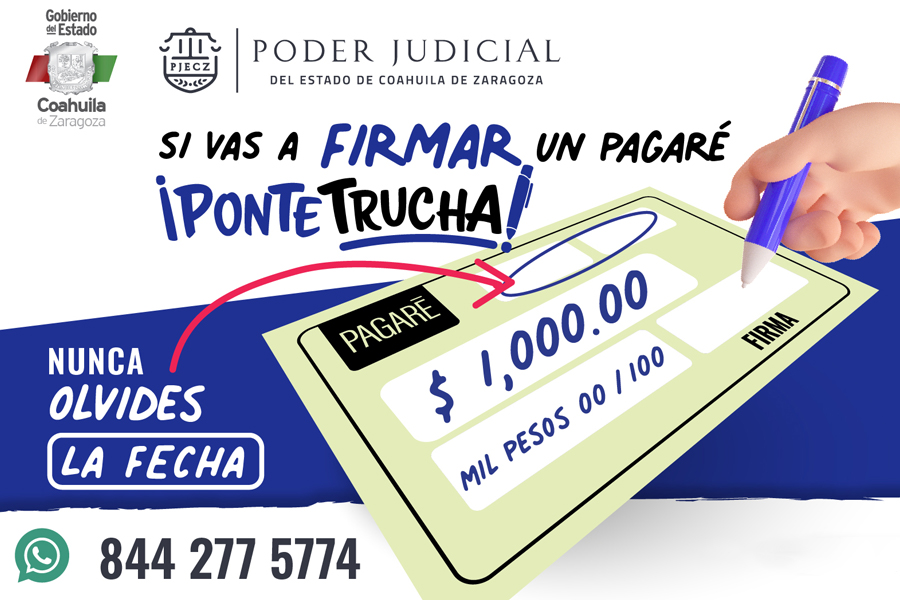 Gobierno
del Estado
Coahuila
de Zaragoza
PJECZ
PODER JUDICIAL
DEL ESTADO DE COAHUILA DE ZARAGOZA
SI VAS A FIRMAR UN PAGARÉ
¡PONTE TRUCHA!
NUNCA
OLVIDES
LA FECHA
PAGARÉ
$ 1,000.00
MIL PESOS 00 / 100
FIRMA
844 277 5774